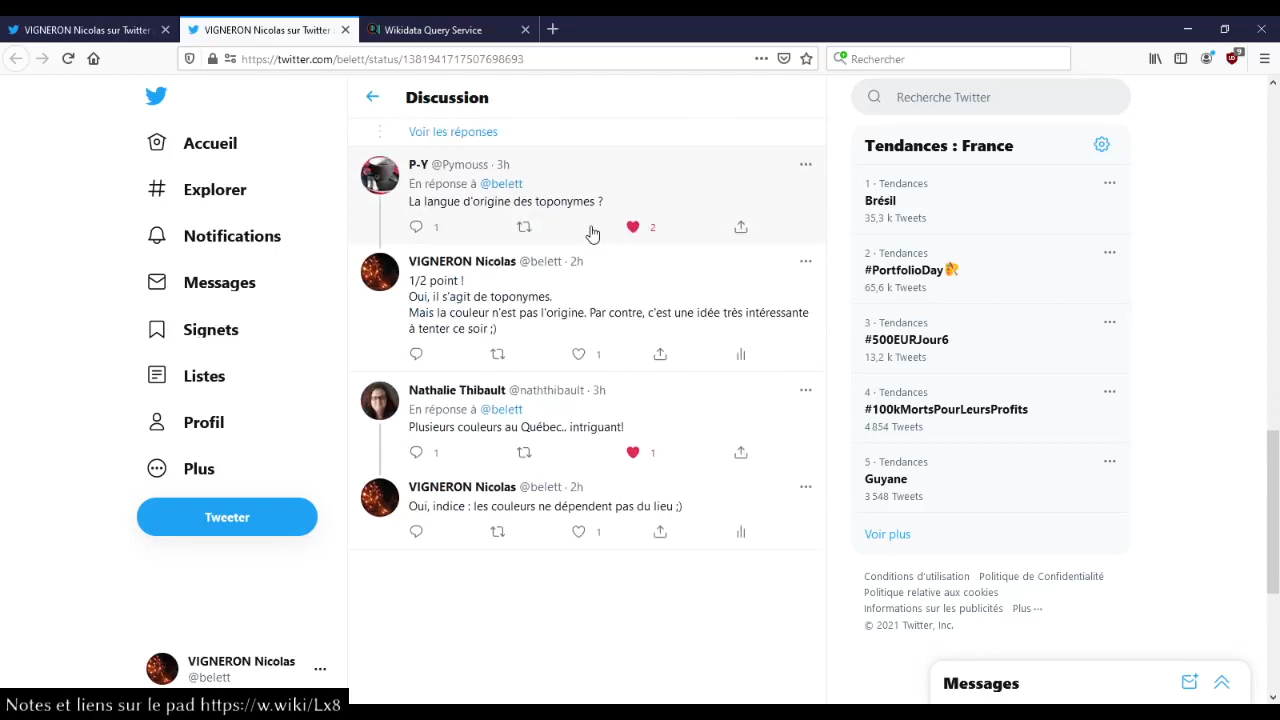 VIGNERON Nicolas sur Twitter :
VIGNERON Nicolas sur Twitter :
Wikidata Query Service
https://twitter.com/belett/status/1381941717507698693
Rechercher
9
Accueil
Explorer
Notifications
Messages
Signets
Listes
Profil
Plus
Tweeter
VIGNERON Nicolas
@belett
Discussion
Voir les réponses
P-Y @Pymouss · 3h
En réponse à @belett
La langue d'origine des toponymes ?
1 2
VIGNERON Nicolas @belett · 2h
1/2 point !
Oui, il s'agit de toponymes.
Mais la couleur n'est pas l'origine. Par contre, c'est une idée très intéressante
à tenter ce soir ;)
1
Nathalie Thibault @naththibault · 3h
En réponse à @belett
Plusieurs couleurs au Québec.. intriguant!
1 1
VIGNERON Nicolas @belett · 2h
Oui, indice : les couleurs ne dépendent pas du lieu ;)
1
Recherche Twitter
Tendances : France
1 · Tendances
Brésil
35,3 k Tweets
2 · Tendances
#PortfolioDay
65,6 k Tweets
3 · Tendances
#500EURJour6
13,2 k Tweets
4 · Tendances
#100kMortsPourLeursProfits
4 854 Tweets
5 · Tendances
Guyane
3 548 Tweets
Voir plus
Conditions d'utilisation Politique de Confidentialité
Politique relative aux cookies
Informations sur les publicités Plus ···
© 2021 Twitter, Inc.
Messages
Notes et liens sur le pad https://w.wiki/Lx8